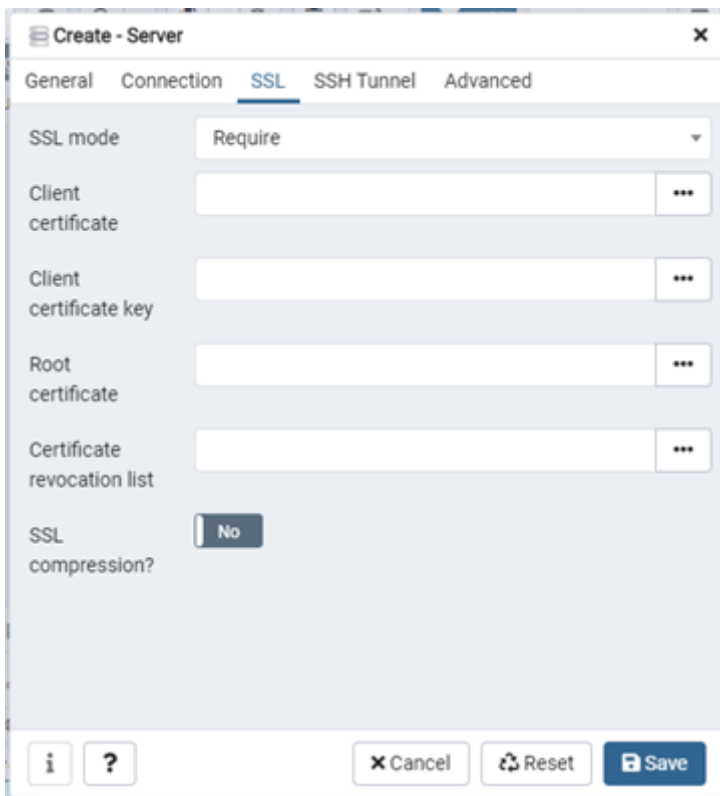 Create - Server
General Connection SSL SSH Tunnel Advanced
SSL mode Require
Client
certificate
Client
certificate key
Root
certificate
Certificate
revocation list
SSL No
compression?
i ? Cancel Reset Save